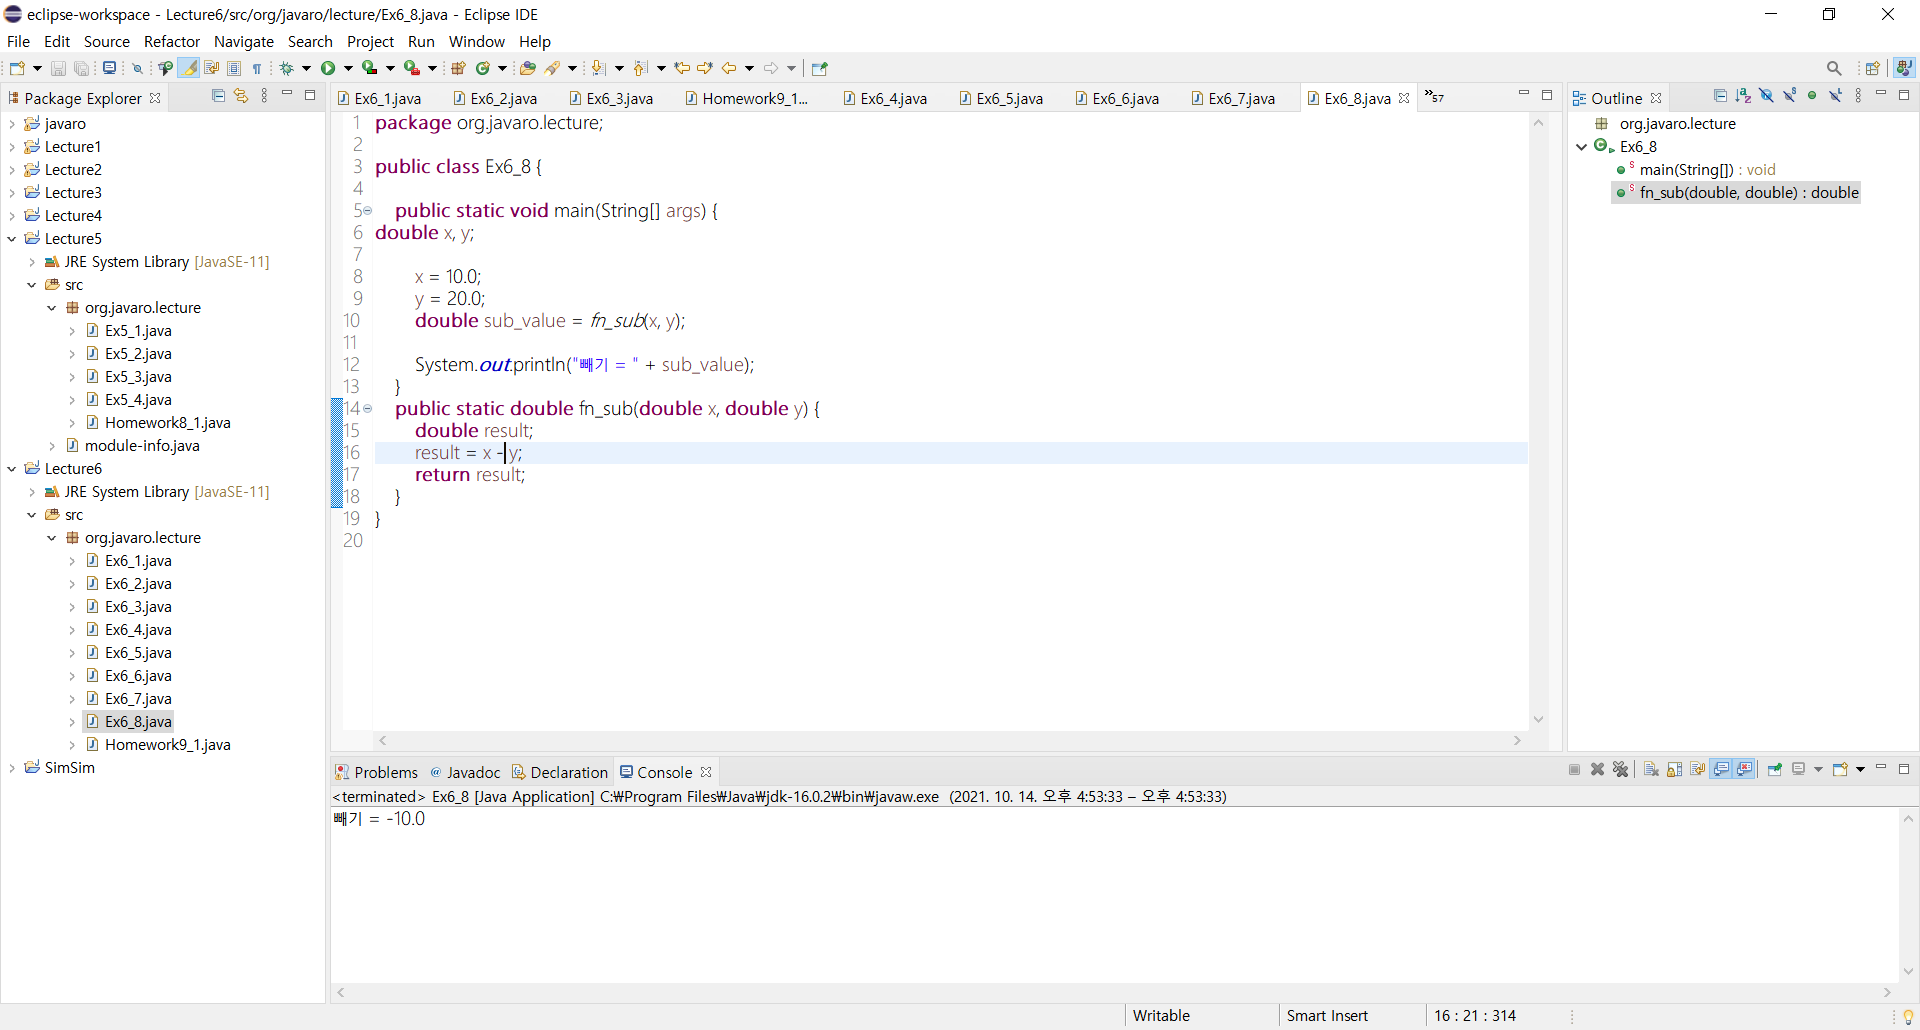 eclipse-workspace - Lecture6/src/org/javaro/lecture/Ex6_8.java - Eclipse IDE
File Edit Source Refactor Navigate Search Project Run Window Help
Package Explorer
javaro
Lecture1
Lecture2
Lecture3
Lecture4
Lecture5
JRE System Library [JavaSE-11]
src
org.javaro.lecture
Ex5_1.java
Ex5_2.java
Ex5_3.java
Ex5_4.java
Homework8_1.java
module-info.java
Lecture6
JRE System Library [JavaSE-11]
src
org.javaro.lecture
Ex6_1.java
Ex6_2.java
Ex6_3.java
Ex6_4.java
Ex6_5.java
Ex6_6.java
Ex6_7.java
Ex6_8.java
Homework9_1.java
SimSim
Ex6_1.java Ex6_2.java Ex6_3.java Homework9_1... Ex6_4.java Ex6_5.java Ex6_6.java Ex6_7.java Ex6_8.java »57
1 package org.javaro.lecture;
2
3 public class Ex6_8 {
4
5 public static void main(String[] args) {
6 double x, y;
7
8 x = 10.0;
9 y = 20.0;
10 double sub_value = fn_sub(x, y);
11
12 System.out.println("빼기 = " + sub_value);
13 }
14 public static double fn_sub(double x, double y) {
15 double result;
16 result = x - y;
17 return result;
18 }
19 }
20
Outline
org.javaro.lecture
Ex6_8
main(String[]) : void
fn_sub(double, double) : double
Problems @ Javadoc Declaration Console
<terminated> Ex6_8 [Java Application] C:₩Program Files₩Java₩jdk-16.0.2₩bin₩javaw.exe (2021. 10. 14. 오후 4:53:33 – 오후 4:53:33)
빼기 = -10.0
Writable Smart Insert 16 : 21 : 314